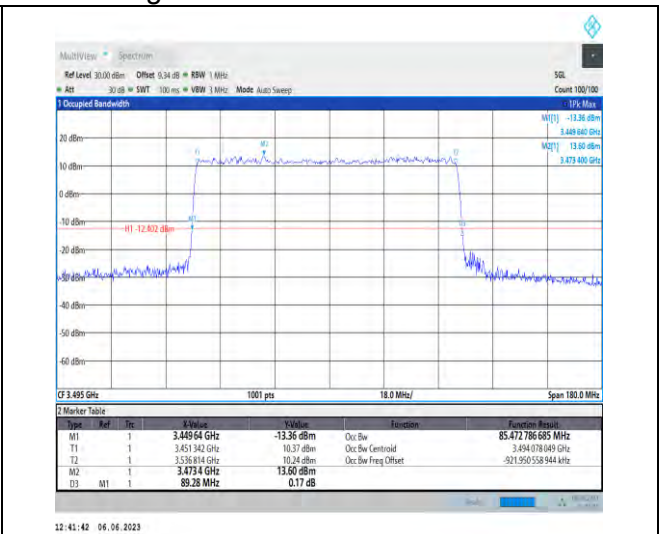 MultiView Spectrum
Ref Level 30.00 dBm Offset 9.34 dB RBW 1 MHz SGL
Att 30 dB SWT 100 ms VBW 3 MHz Mode Auto Sweep Count 100/100
1 Occupied Bandwidth 1Pk Max
M1[1] -13.36 dBm
3.449 640 GHz
M2[1] 13.60 dBm
3.473 400 GHz
20 dBm
M2
T1
T2
10 dBm
0 dBm
-10 dBm
M1
H1 -12.402 dBm
-20 dBm
-30 dBm
-40 dBm
-50 dBm
-60 dBm
CF 3.495 GHz 1001 pts 18.0 MHz/ Span 180.0 MHz
2 Marker Table
Type Ref Trc X-Value Y-Value Function Function Result
M1 1 3.449 64 GHz -13.36 dBm Occ Bw 85.472 786 685 MHz
T1 1 3.451 342 GHz 10.37 dBm Occ Bw Centroid 3.494 078 049 GHz
T2 1 3.536 814 GHz 10.24 dBm Occ Bw Freq Offset -921.950 558 944 kHz
M2 1 3.473 4 GHz 13.60 dBm
D3 M1 1 89.28 MHz 0.17 dB
12:41:42 06.06.2023